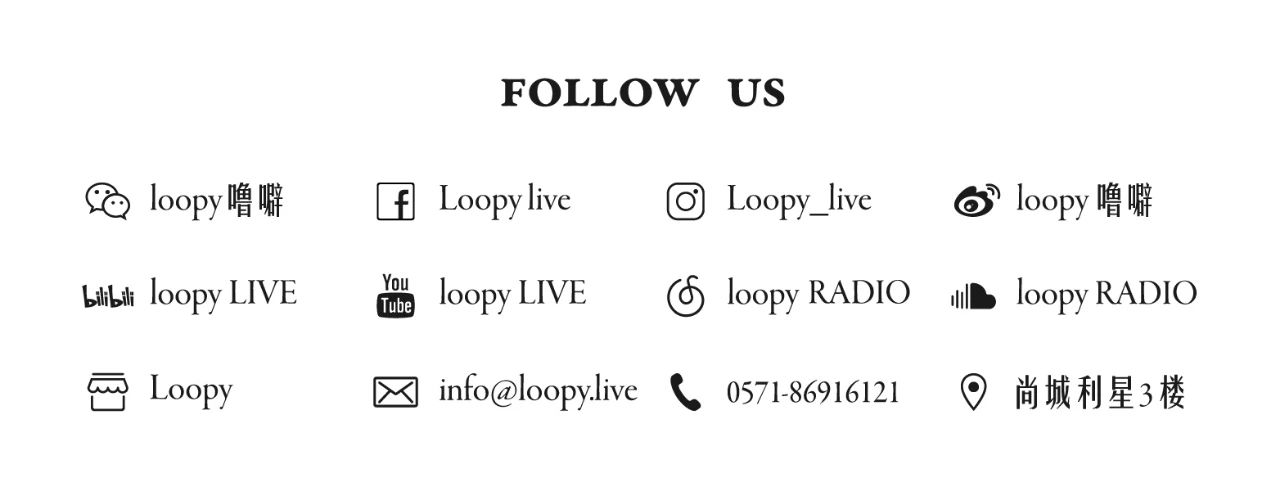 FOLLOW US
loopy噜噼 Loopy live Loopy_live loopy 噜噼
bilibili loopy LIVE You Tube loopy LIVE loopy RADIO loopy RADIO
Loopy info@loopy.live 0571-86916121 尚城利星3楼